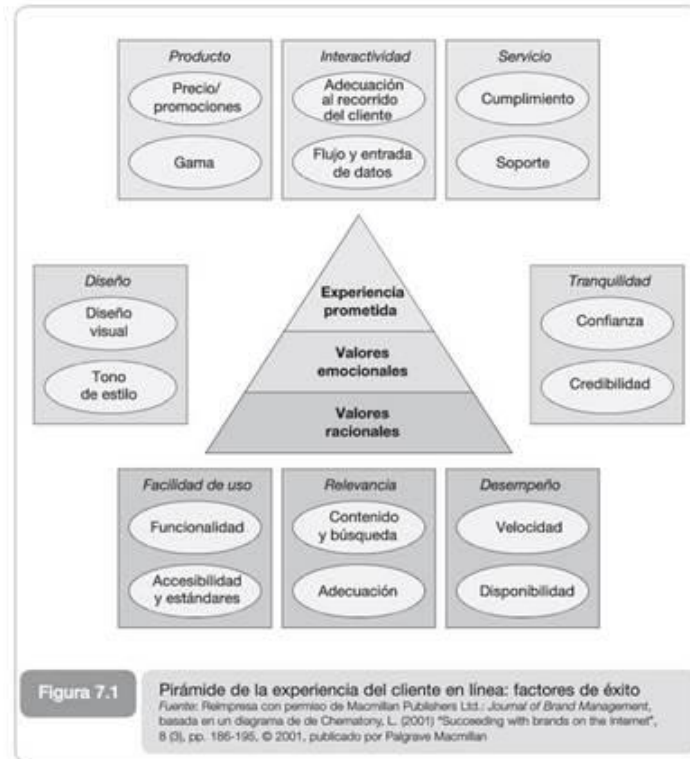 Producto
Precio/
promociones
Gama
Interactividad
Adecuación
al recorrido
del cliente
Flujo y entrada
de datos
Servicio
Cumplimiento
Soporte
Diseño
Diseño
visual
Tono
de estilo
Experiencia
prometida
Valores
emocionales
Valores
racionales
Tranquilidad
Confianza
Credibilidad
Facilidad de uso
Funcionalidad
Accesibilidad
y estándares
Relevancia
Contenido
y búsqueda
Adecuación
Desempeño
Velocidad
Disponibilidad
Figura 7.1
Pirámide de la experiencia del cliente en línea: factores de éxito
Fuente: Reimpresa con permiso de Macmillan Publishers Ltd.: Journal of Brand Management,
basada en un diagrama de de Chernatony, L. (2001) "Succeeding with brands on the Internet",
8 (3), pp. 186-195, © 2001, publicado por Palgrave Macmillan